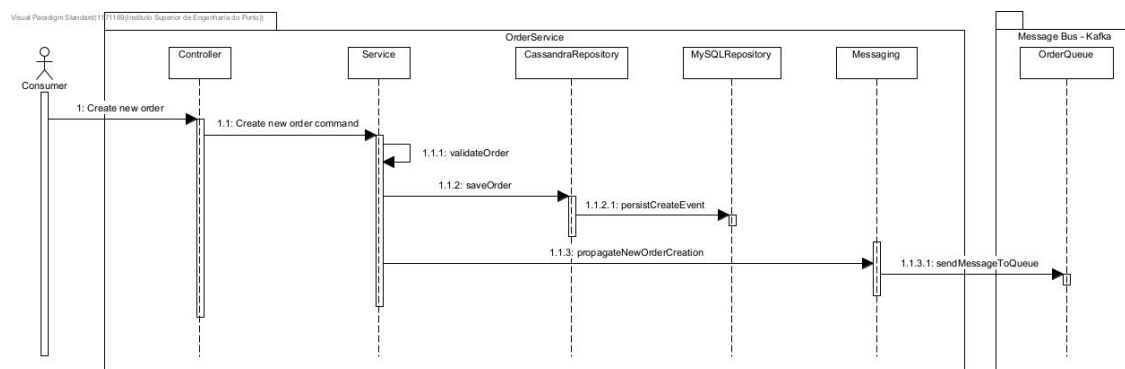 Visual Paradigm Standard(1171169(Instituto Superior de Engenharia do Porto))
OrderService
Message Bus - Kafka
Controller
Service
CassandraRepository
MySQLRepository
Messaging
OrderQueue
Consumer
1: Create new order
1.1: Create new order command
1.1.1: validateOrder
1.1.2: saveOrder
1.1.2.1: persistCreateEvent
1.1.3: propagateNewOrderCreation
1.1.3.1: sendMessageToQueue